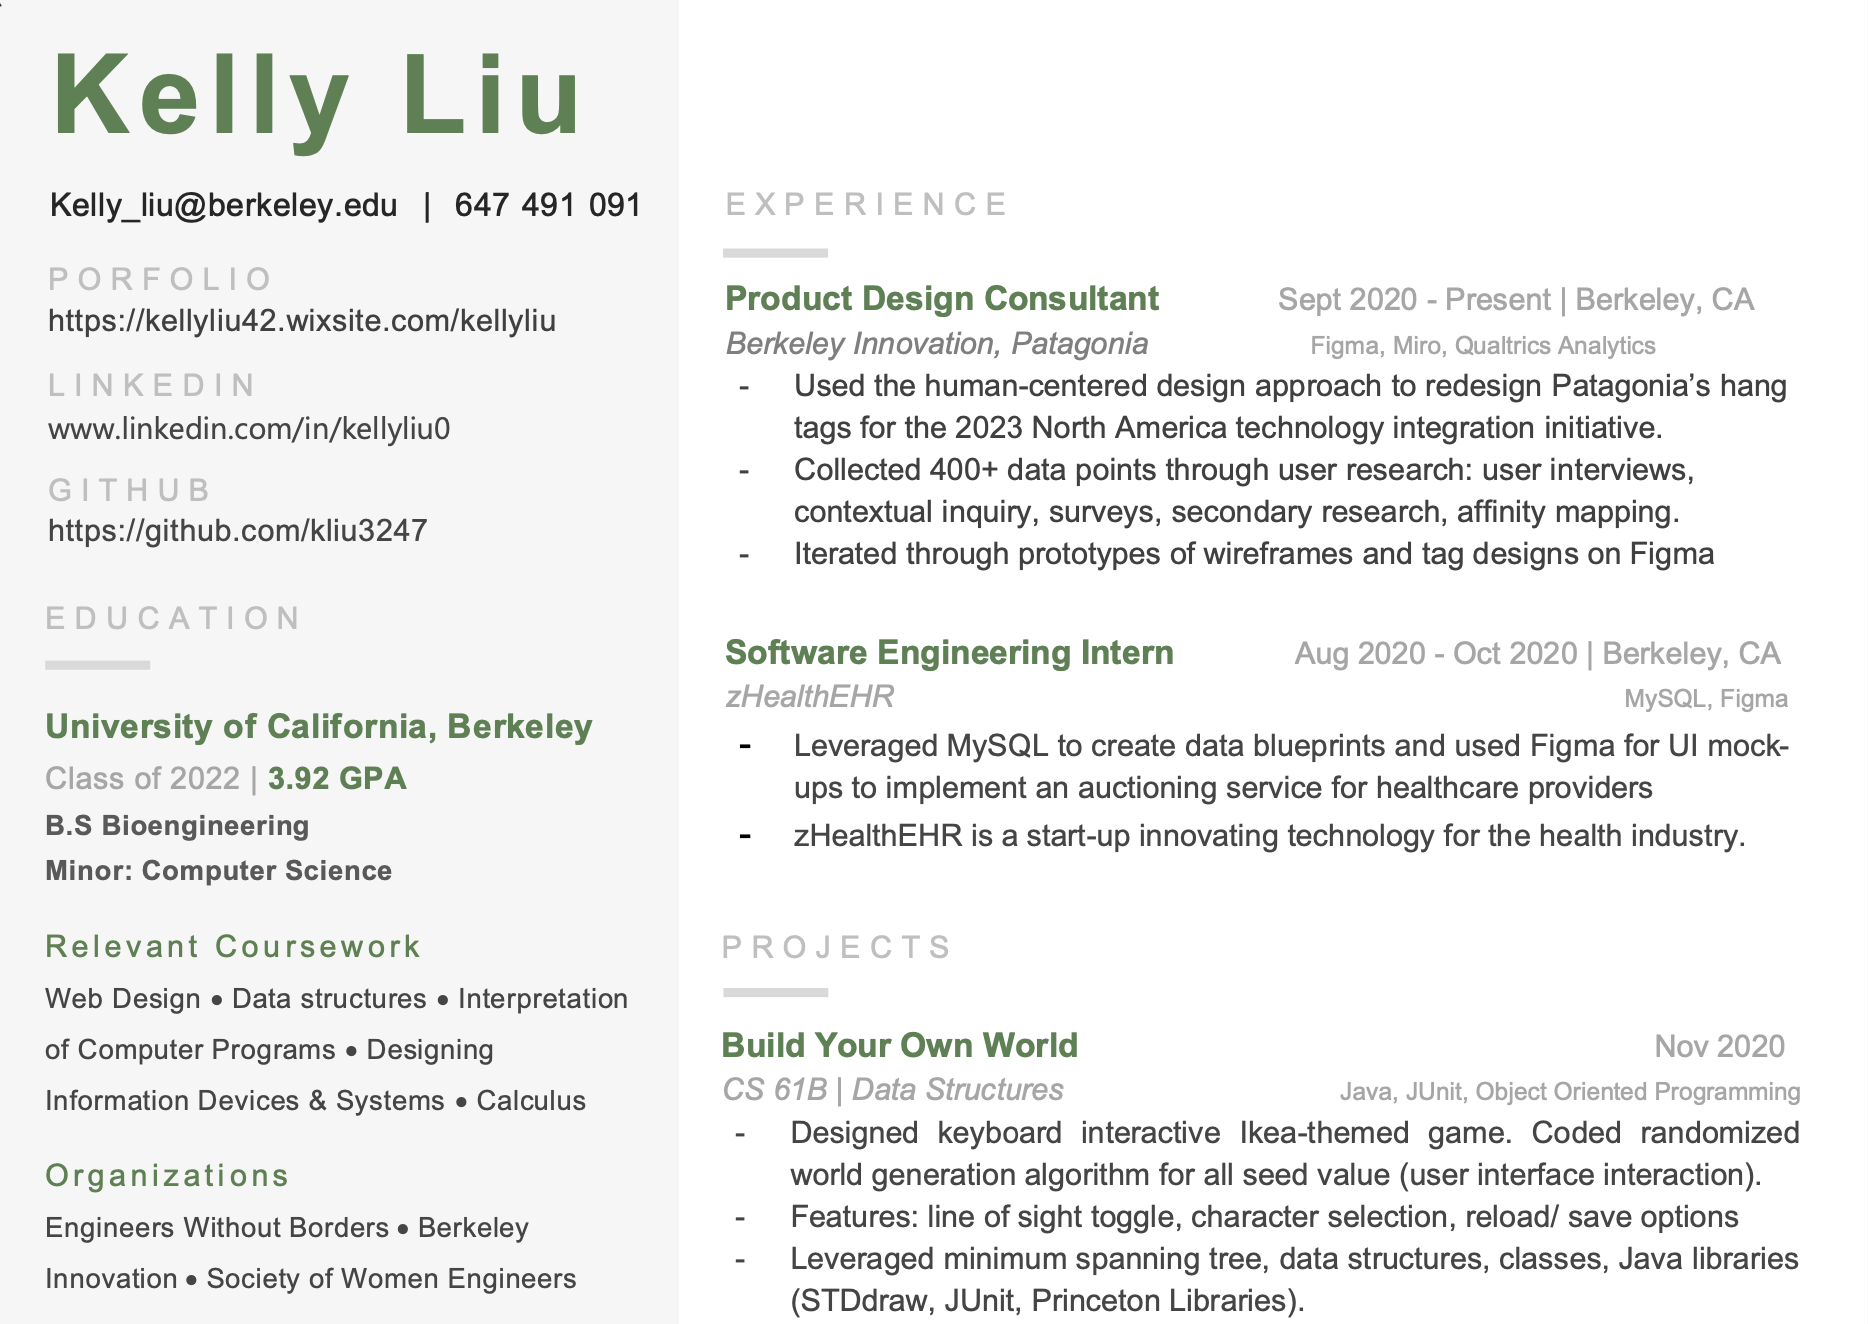 Kelly Liu
Kelly_liu@berkeley.edu | 647 491 091
PORFOLIO
https://kellyliu42.wixsite.com/kellyliu
LINKEDIN
www.linkedin.com/in/kellyliu0
GITHUB
https://github.com/kliu3247
EDUCATION
University of California, Berkeley
Class of 2022 | 3.92 GPA
B.S Bioengineering
Minor: Computer Science
Relevant Coursework
Web Design • Data structures • Interpretation
of Computer Programs • Designing
Information Devices & Systems • Calculus
Organizations
Engineers Without Borders • Berkeley
Innovation • Society of Women Engineers
EXPERIENCE
Product Design Consultant Sept 2020 - Present | Berkeley, CA
Berkeley Innovation, Patagonia Figma, Miro, Qualtrics Analytics
- Used the human-centered design approach to redesign Patagonia’s hang
tags for the 2023 North America technology integration initiative.
- Collected 400+ data points through user research: user interviews,
contextual inquiry, surveys, secondary research, affinity mapping.
- Iterated through prototypes of wireframes and tag designs on Figma
Software Engineering Intern Aug 2020 - Oct 2020 | Berkeley, CA
zHealthEHR MySQL, Figma
- Leveraged MySQL to create data blueprints and used Figma for UI mock-
ups to implement an auctioning service for healthcare providers
- zHealthEHR is a start-up innovating technology for the health industry.
PROJECTS
Build Your Own World Nov 2020
CS 61B | Data Structures Java, JUnit, Object Oriented Programming
- Designed keyboard interactive Ikea-themed game. Coded randomized
world generation algorithm for all seed value (user interface interaction).
- Features: line of sight toggle, character selection, reload/ save options
- Leveraged minimum spanning tree, data structures, classes, Java libraries
(STDdraw, JUnit, Princeton Libraries).